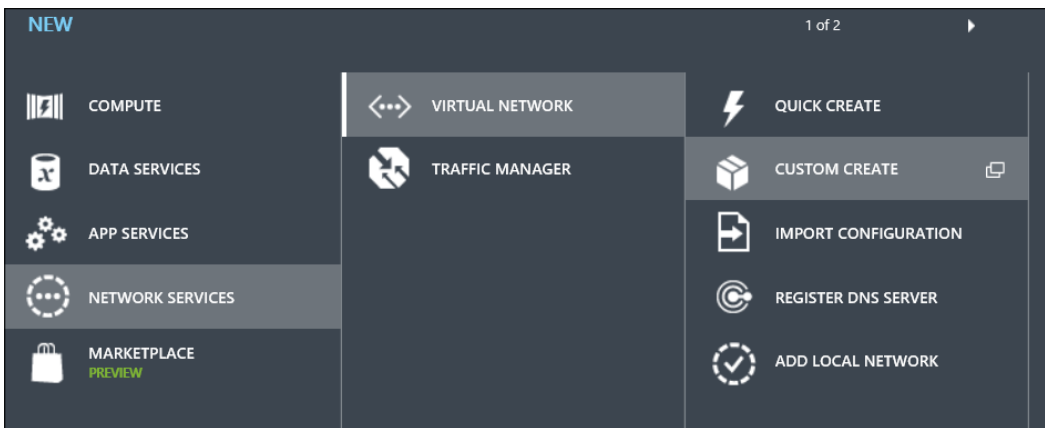 NEW
1 of 2
COMPUTE
DATA SERVICES
APP SERVICES
NETWORK SERVICES
MARKETPLACE
PREVIEW
VIRTUAL NETWORK
TRAFFIC MANAGER
QUICK CREATE
CUSTOM CREATE
IMPORT CONFIGURATION
REGISTER DNS SERVER
ADD LOCAL NETWORK